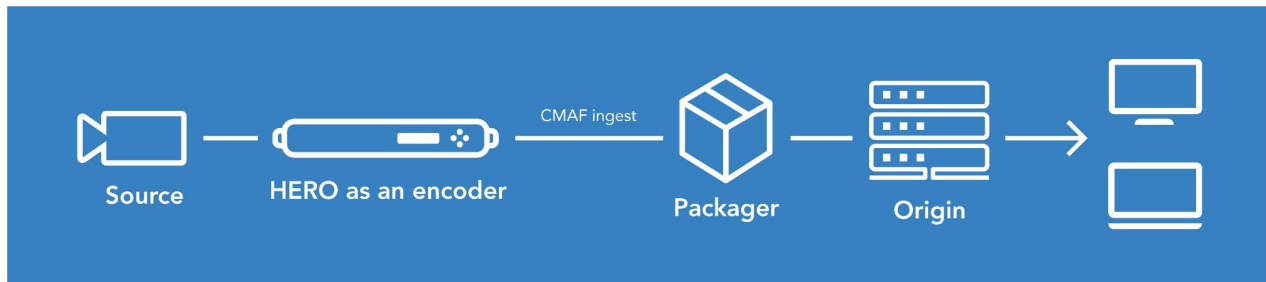 Source
HERO as an encoder
CMAF ingest
Packager
Origin